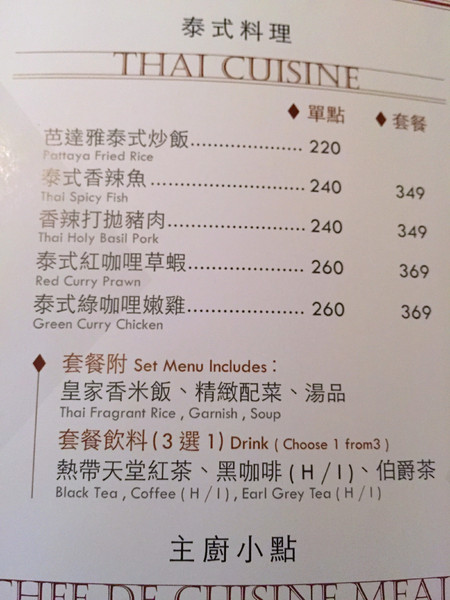 泰式料理
THAI CUISINE
◆ 單點 ◆ 套餐
芭達雅泰式炒飯.................... 220
Pattaya Fried Rice
泰式香辣魚............................ 240 349
Thai Spicy Fish
香辣打拋豬肉........................ 240 349
Thai Holy Basil Pork
泰式紅咖哩草蝦.................... 260 369
Red Curry Prawn
泰式綠咖哩嫩雞.................... 260 369
Green Curry Chicken
◆ 套餐附 Set Menu Includes：
皇家香米飯、精緻配菜、湯品
Thai Fragrant Rice , Garnish , Soup
套餐飲料 ( 3 選 1 ) Drink ( Choose 1 from3 )
熱帶天堂紅茶、黑咖啡 ( H / I )、伯爵茶
Black Tea , Coffee ( H / I ) , Earl Grey Tea ( H / I )
主廚小點
CHEF DE CUISINE MEAL